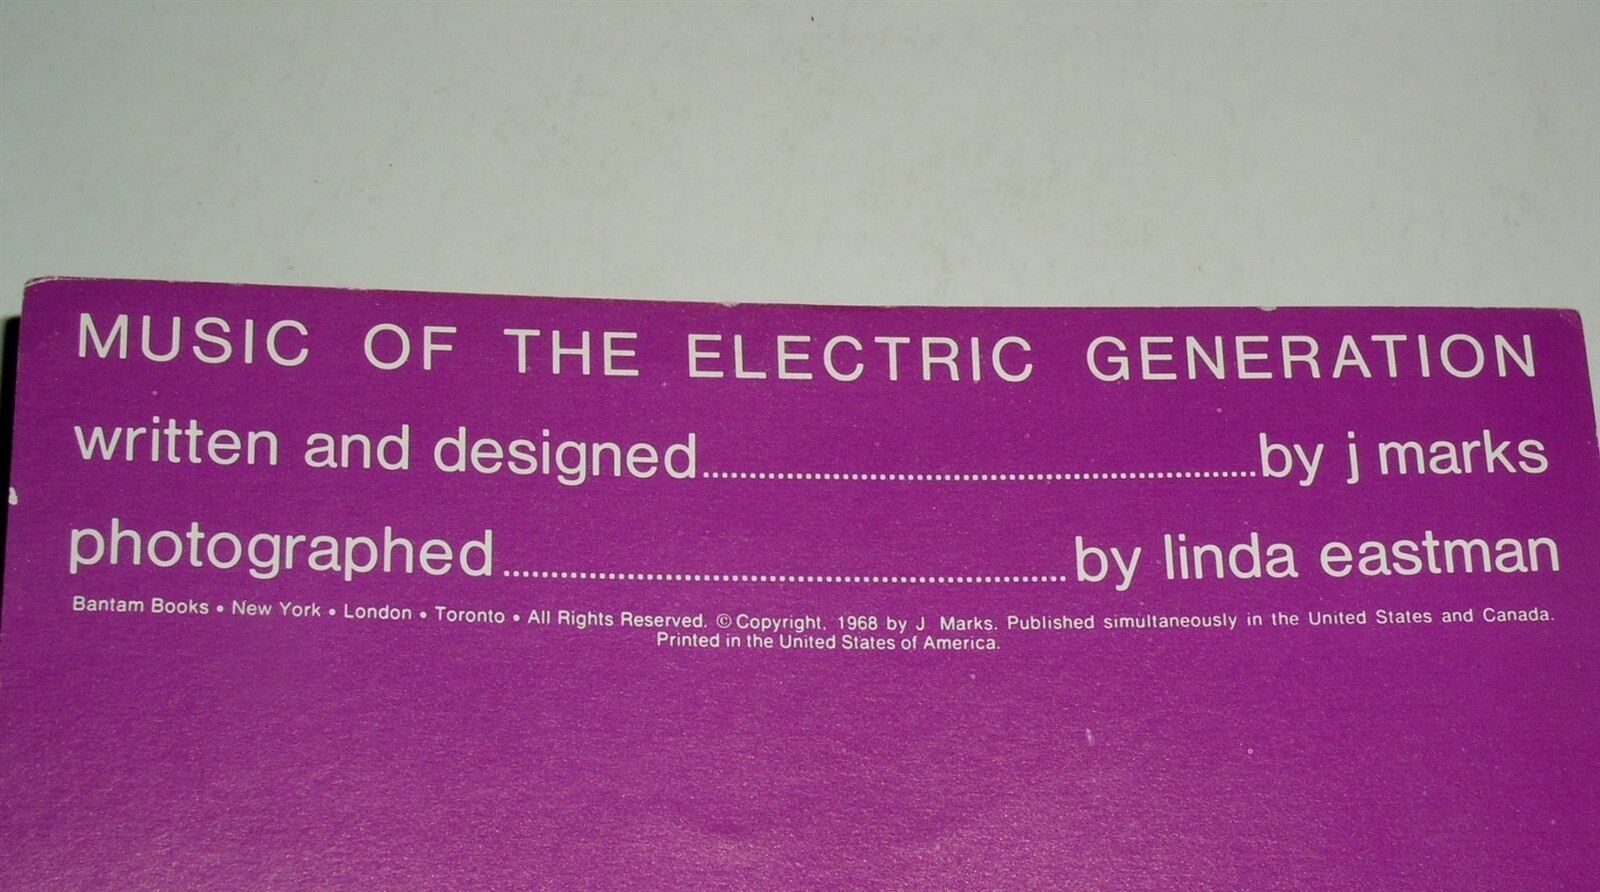 MUSIC OF THE ELECTRIC GENERATION
written and designed..........................................................by j marks
photographed...........................................................by linda eastman
Bantam Books • New York • London • Toronto • All Rights Reserved. © Copyright, 1968 by J Marks. Published simultaneously in the United States and Canada.
Printed in the United States of America.